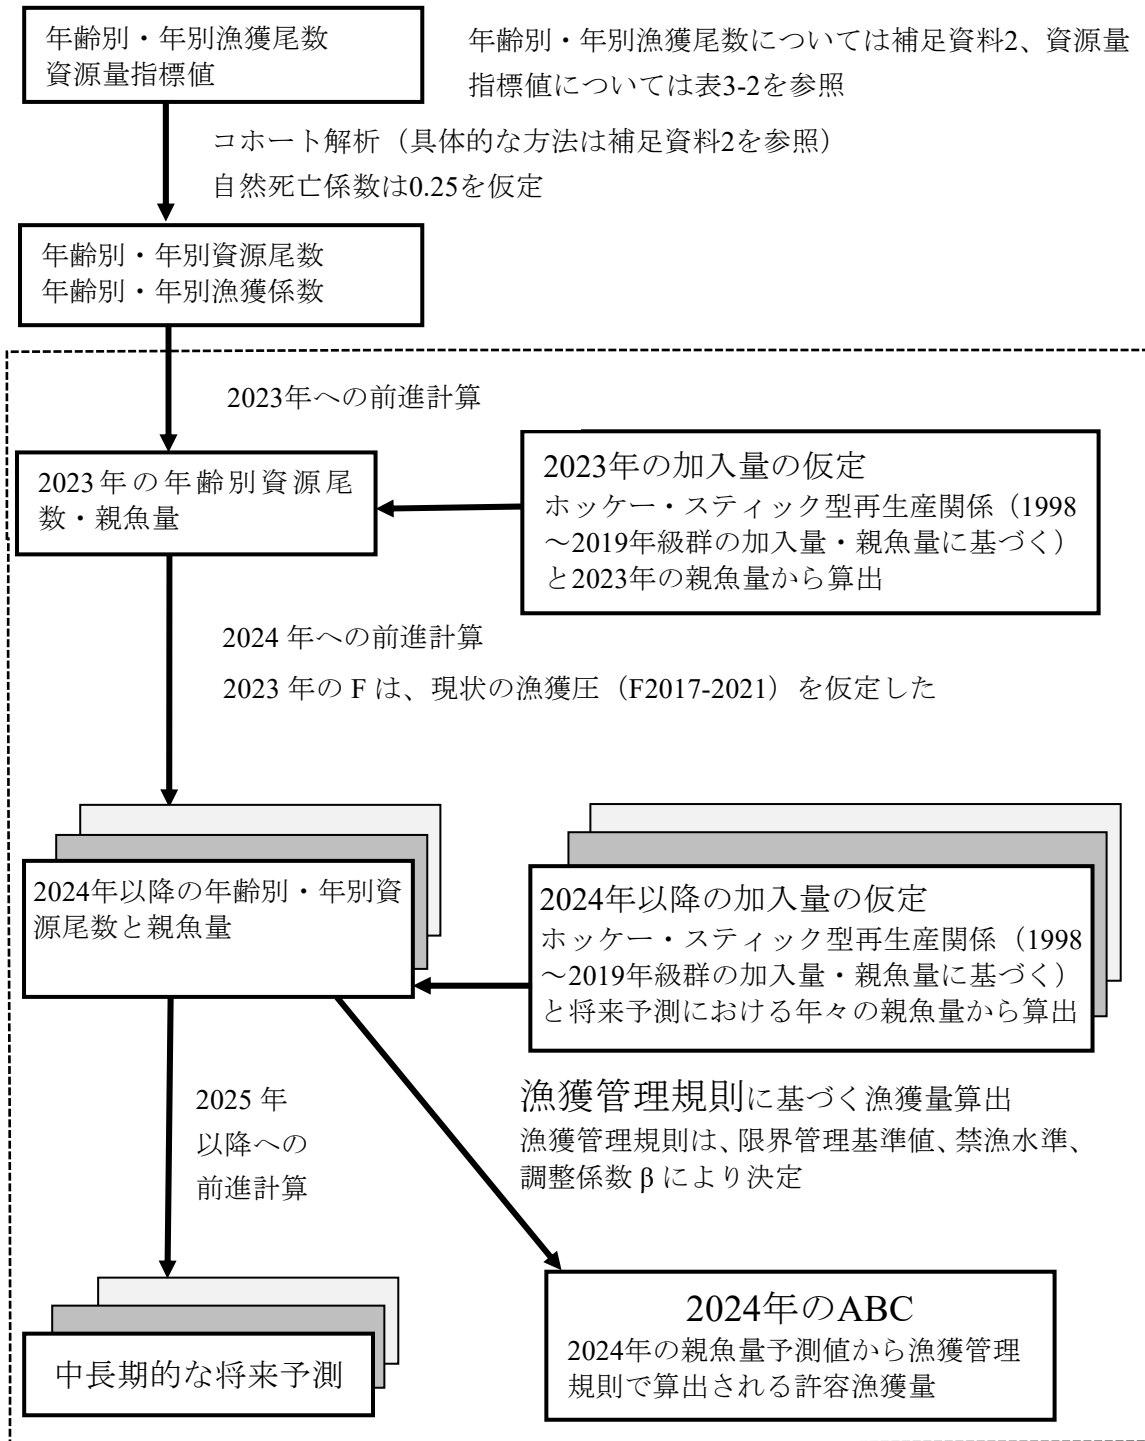 年齢別・年別漁獲尾数
資源量指標値
年齢別・年別漁獲尾数については補足資料2、資源量
指標値については表3-2を参照
コホート解析（具体的な方法は補足資料2を参照）
自然死亡係数は0.25を仮定
年齢別・年別資源尾数
年齢別・年別漁獲係数
2023年への前進計算
2023年の年齢別資源尾
数・親魚量
2023年の加入量の仮定
ホッケー・スティック型再生産関係（1998
～2019年級群の加入量・親魚量に基づく）
と2023年の親魚量から算出
2024 年への前進計算
2023 年の F は、現状の漁獲圧（F2017-2021）を仮定した
2024年以降の年齢別・年別資
源尾数と親魚量
2024年以降の加入量の仮定
ホッケー・スティック型再生産関係（1998
～2019年級群の加入量・親魚量に基づく）
と将来予測における年々の親魚量から算出
2025 年
以降への
前進計算
漁獲管理規則に基づく漁獲量算出
漁獲管理規則は、限界管理基準値、禁漁水準、
調整係数 β により決定
中長期的な将来予測
2024年のABC
2024年の親魚量予測値から漁獲管理
規則で算出される許容漁獲量